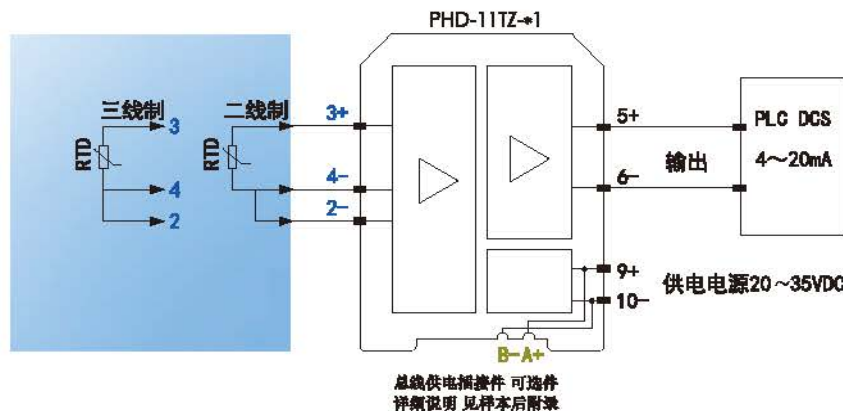 PHD-11TZ-*1
三线制
二线制
3
RTD
4
2
RTD
3+
4-
2-
5+
6-
输出
PLC DCS
4～20mA
9+
10-
供电电源20～35VDC
B-A+
总线供电插接件 可选件
详细说明 见样本后附录